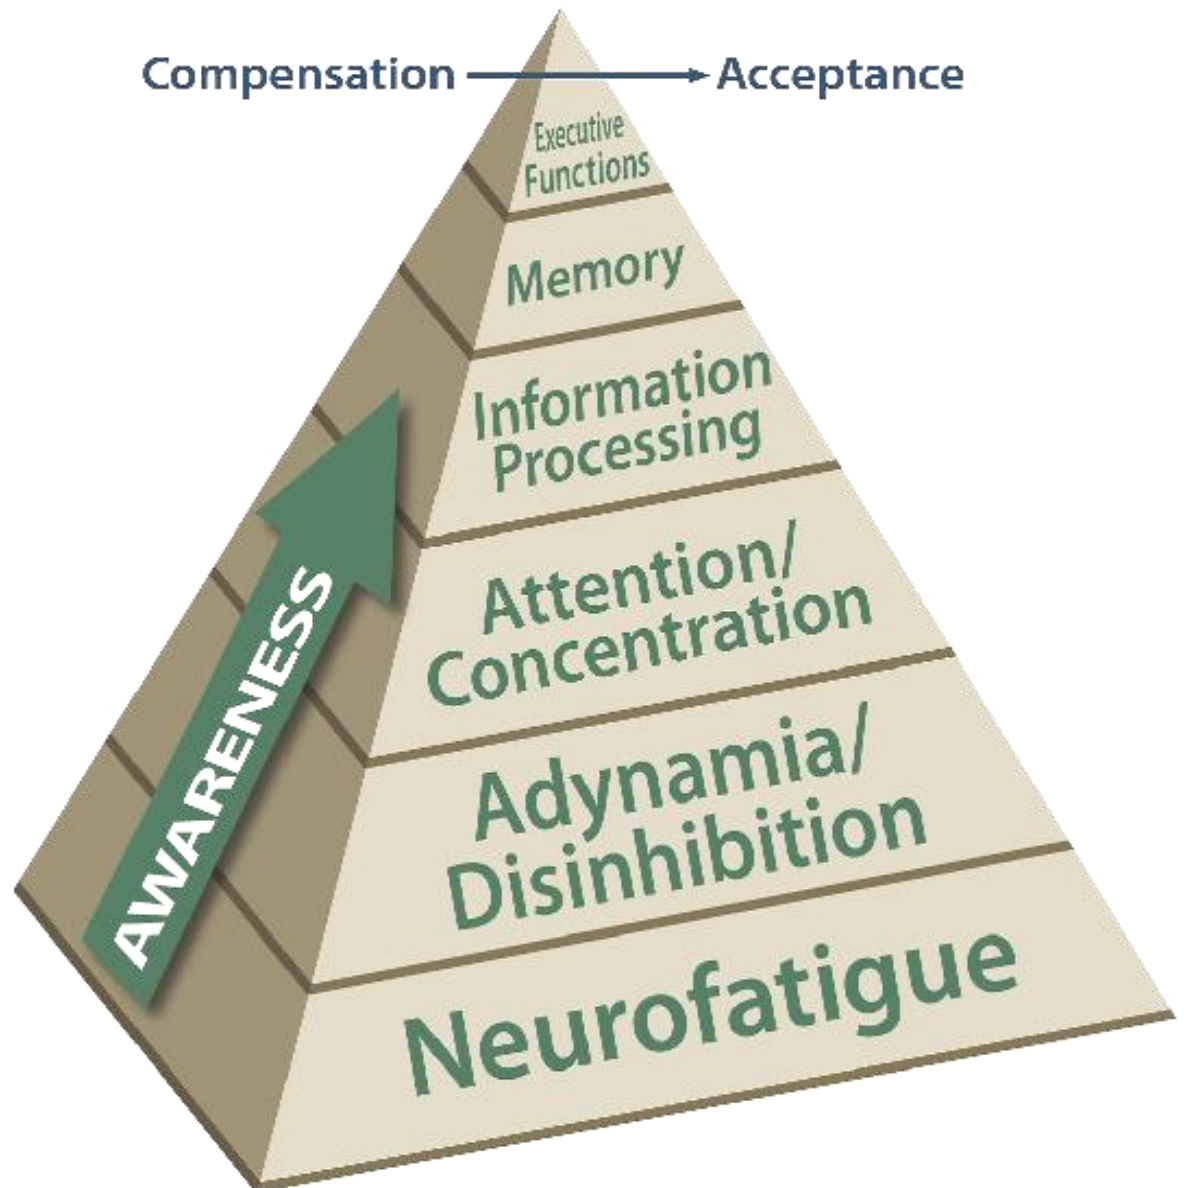 Compensation
Acceptance
Executive
Functions
Memory
Information
Processing
Attention/
Concentration
Adynamia/
Disinhibition
Neurofatigue
AWARENESS